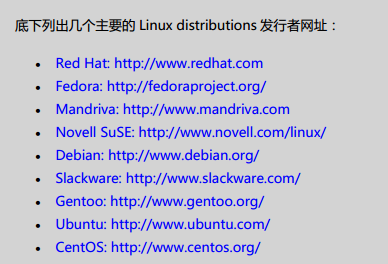 底下列出几个主要的 Linux distributions 发行者网址：
• Red Hat: http://www.redhat.com
• Fedora: http://fedoraproject.org/
• Mandriva: http://www.mandriva.com
• Novell SuSE: http://www.novell.com/linux/
• Debian: http://www.debian.org/
• Slackware: http://www.slackware.com/
• Gentoo: http://www.gentoo.org/
• Ubuntu: http://www.ubuntu.com/
• CentOS: http://www.centos.org/